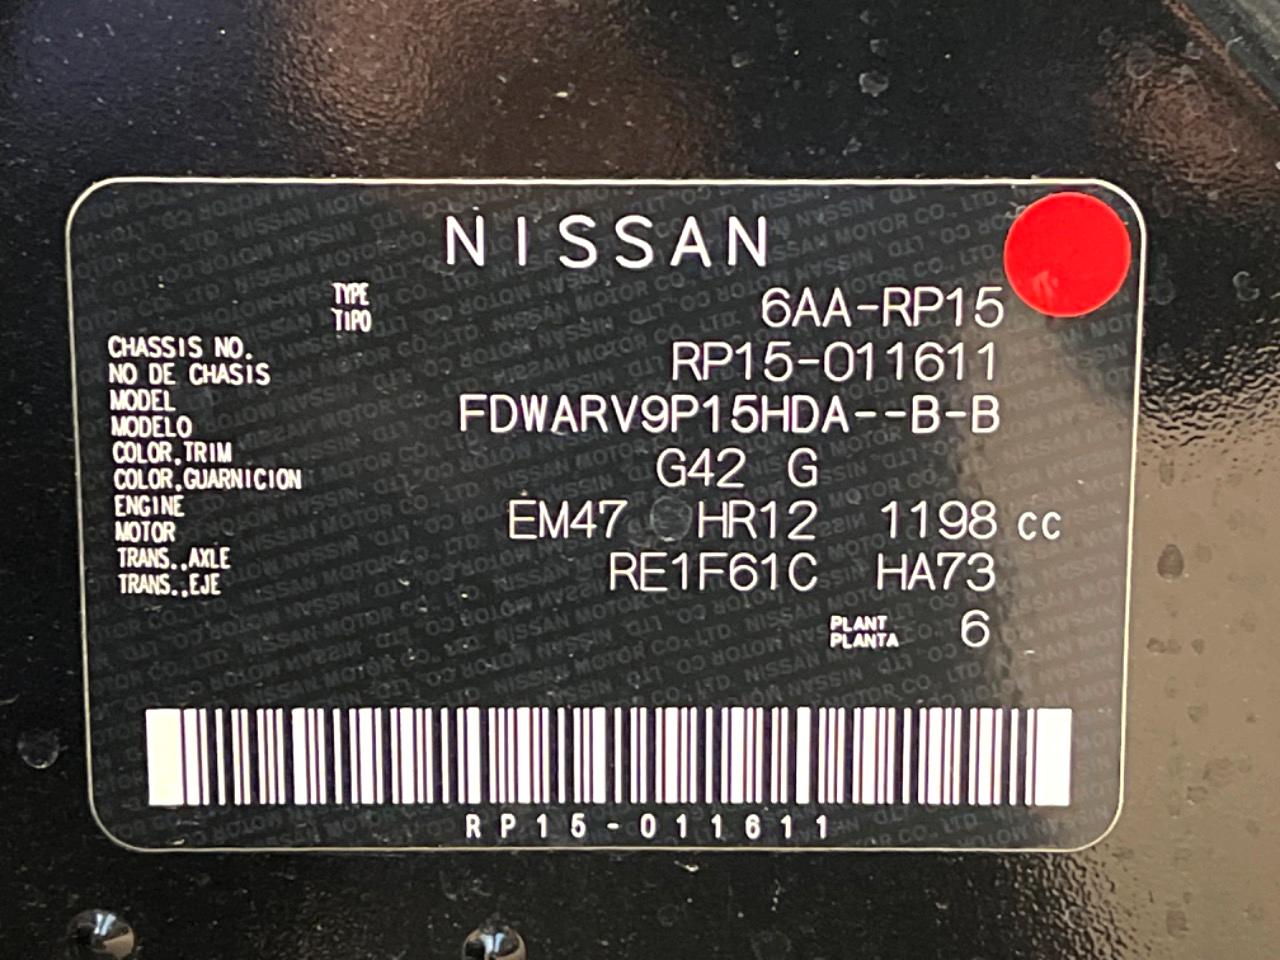 NISSAN
TYPE
TIPO 6AA-RP15
CHASSIS NO.
NO DE CHASIS RP15-011611
MODEL
MODELO FDWARV9P15HDA--B-B
COLOR,TRIM
COLOR,GUARNICION G42 G
ENGINE
MOTOR EM47 HR12 1198 cc
TRANS.,AXLE
TRANS.,EJE RE1F61C HA73
PLANT
PLANTA 6
RP15-011611